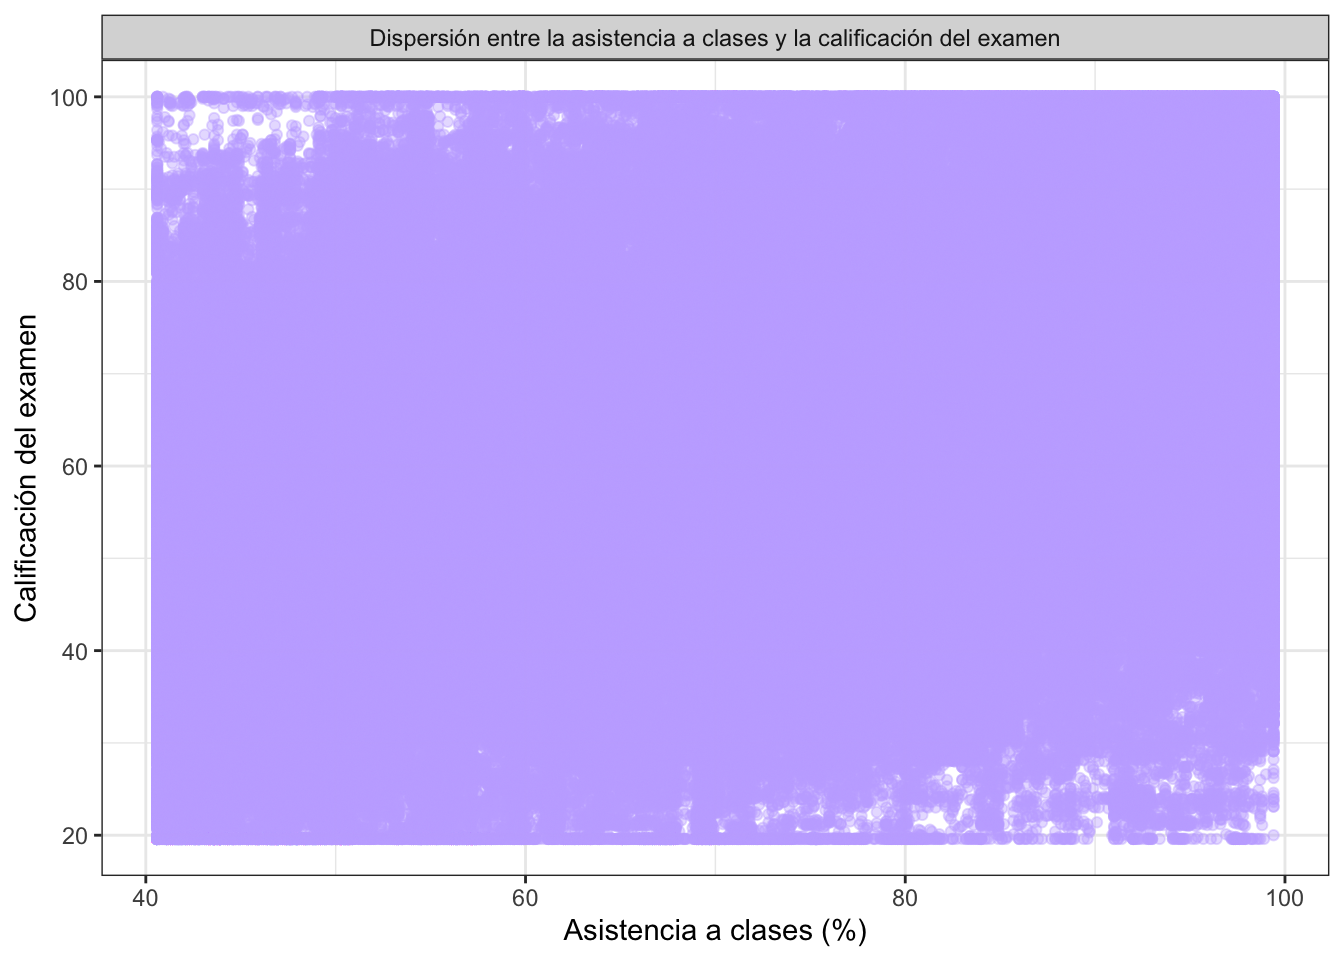 Dispersión entre la asistencia a clases y la calificación del examen
100
80
60
40
20
Calificación del examen
40 60 80 100
Asistencia a clases (%)